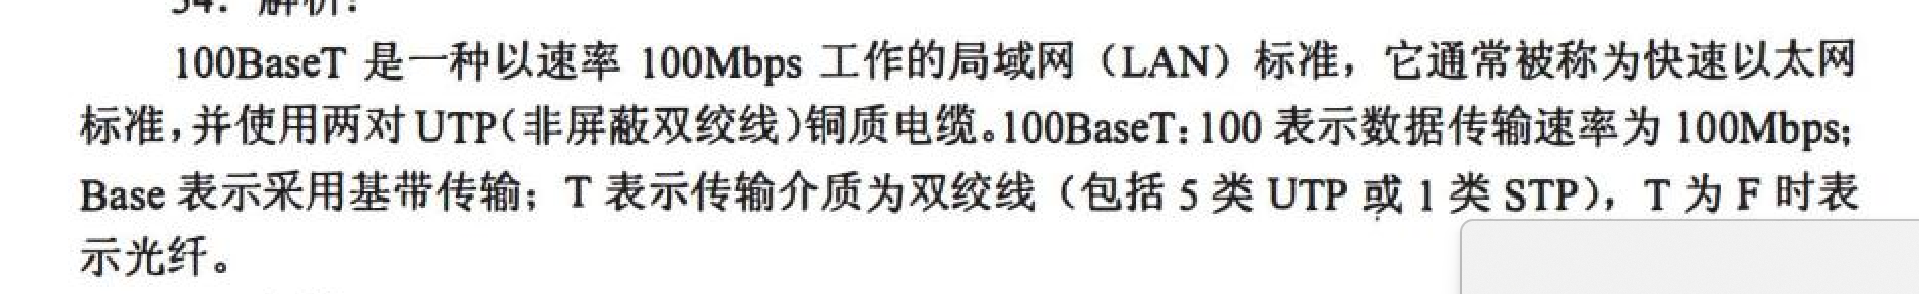 100BaseT 是一种以速率 100Mbps 工作的局域网（LAN）标准，它通常被称为快速以太网
标准，并使用两对 UTP（非屏蔽双绞线）铜质电缆。100BaseT：100 表示数据传输速率为 100Mbps；
Base 表示采用基带传输；T 表示传输介质为双绞线（包括 5 类 UTP 或 1 类 STP），T 为 F 时表
示光纤。